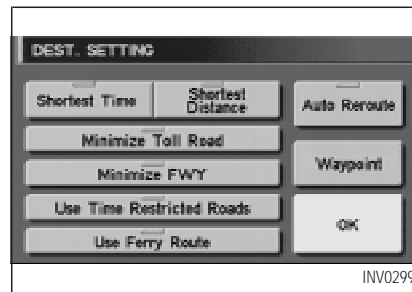 DEST. SETTING
Shortest Time
Shortest
Distance
Auto Reroute
Minimize Toll Road
Minimize FWY
Waypoint
Use Time Restricted Roads
Use Ferry Route
OK
INV0299